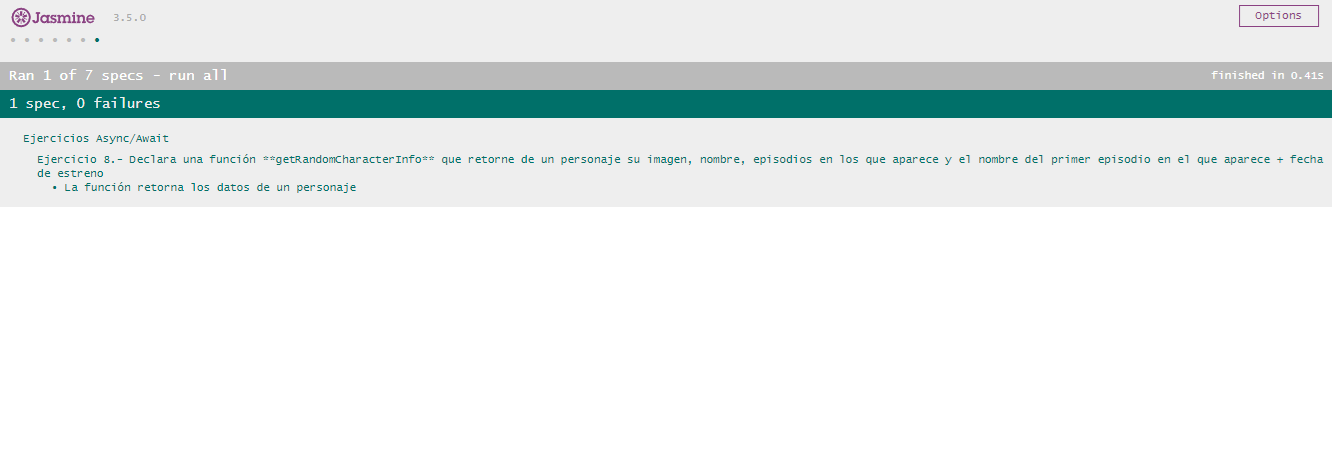 Jasmine 3.5.0 Options
Ran 1 of 7 specs - run all finished in 0.41s
1 spec, 0 failures
Ejercicios Async/Await
Ejercicio 8.- Declara una función **getRandomCharacterInfo** que retorne de un personaje su imagen, nombre, episodios en los que aparece y el nombre del primer episodio en el que aparece + fecha
de estreno
• La función retorna los datos de un personaje